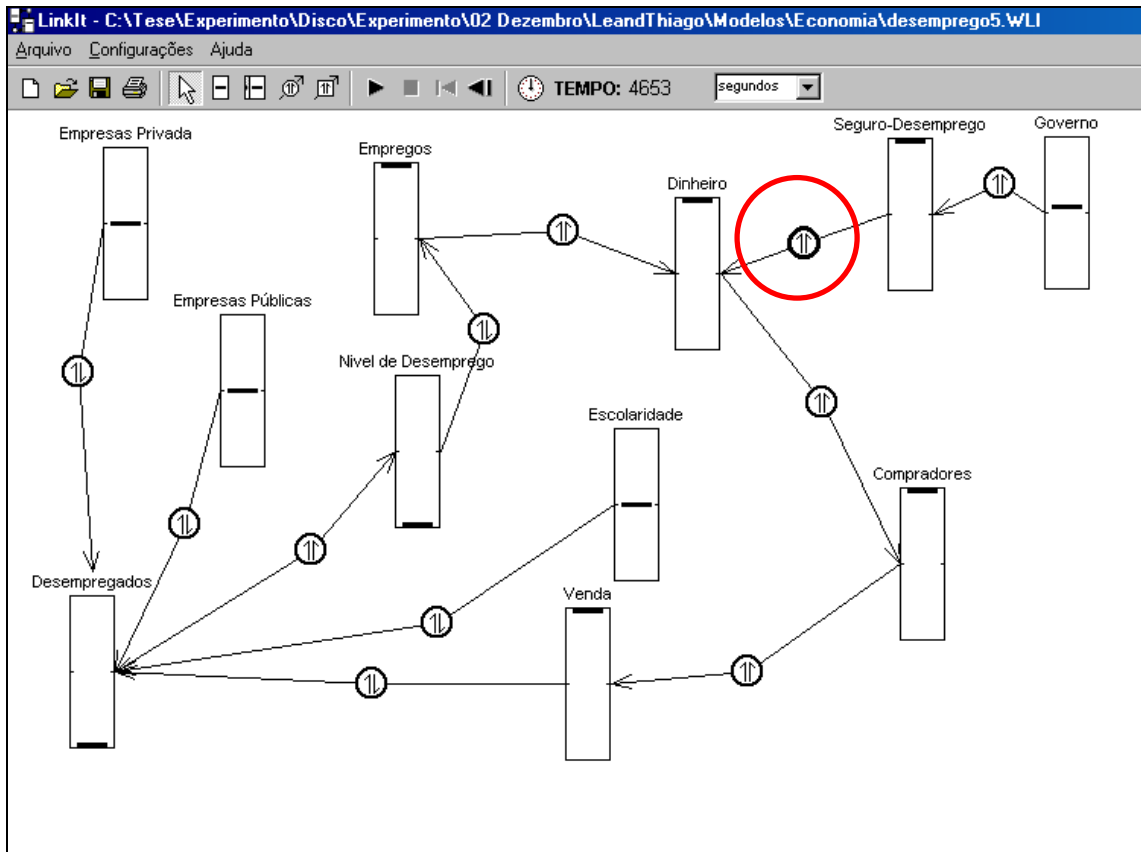 LinkIt - C:\Tese\Experimento\Disco\Experimento\02 Dezembro\LeandThiago\Modelos\Economia\desemprego5.WLI
Arquivo Configurações Ajuda
TEMPO: 4653 segundos
Empresas Privada
Empregos
Seguro-Desemprego
Governo
Dinheiro
Empresas Públicas
Nivel de Desemprego
Escolaridade
Compradores
Desempregados
Venda